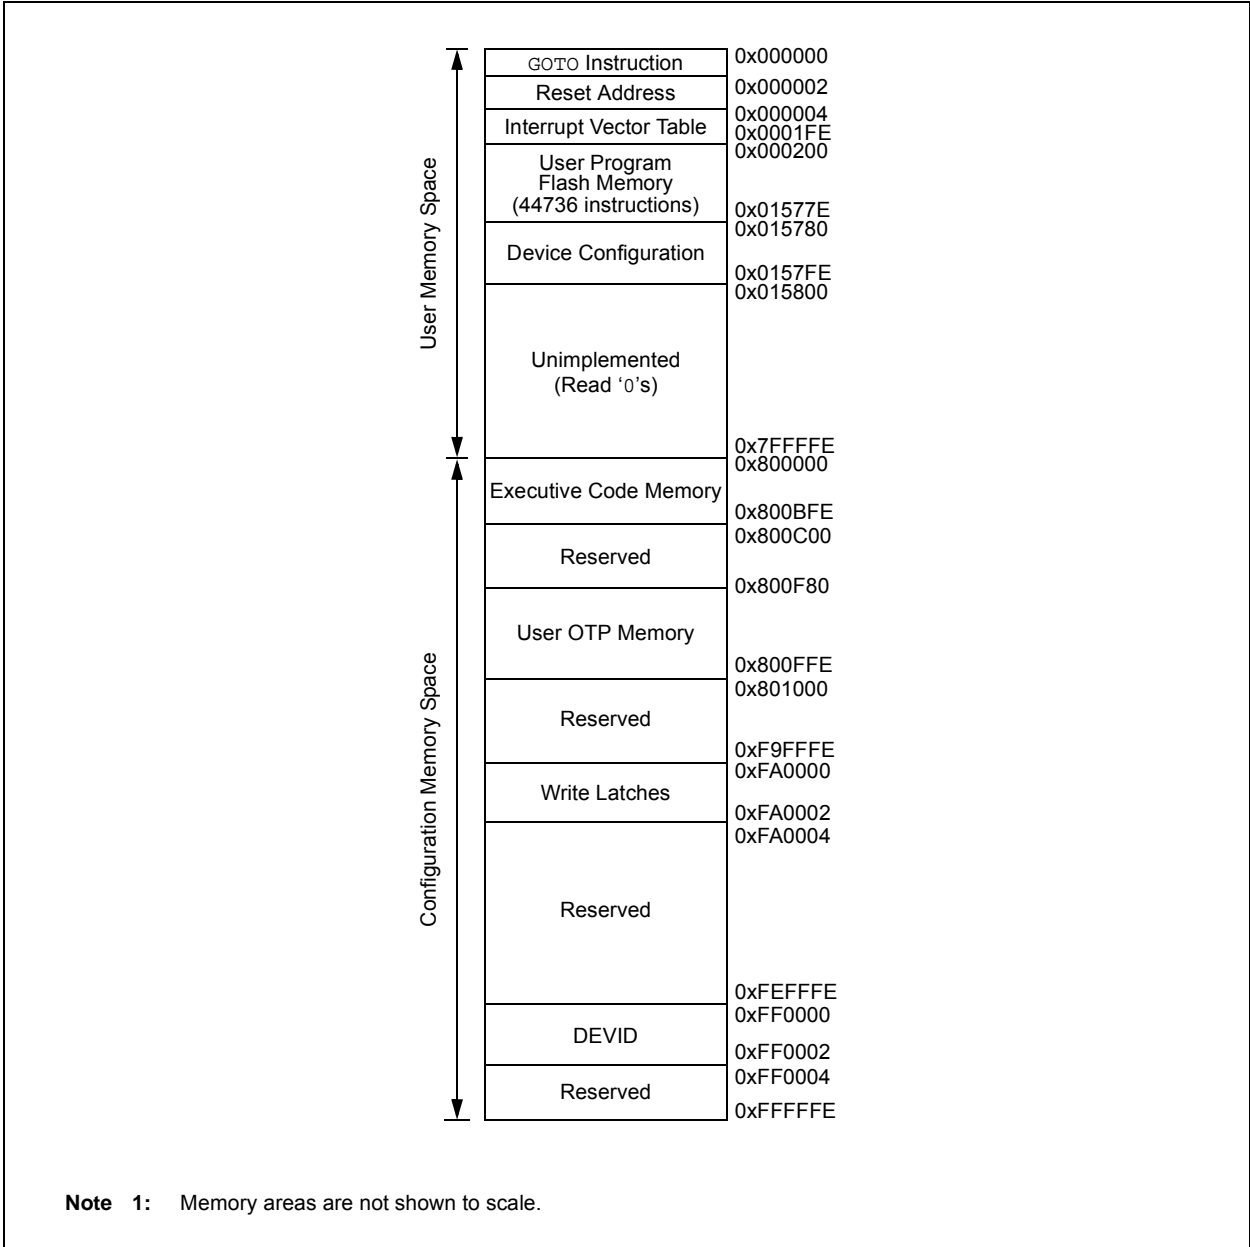 GOTO Instruction
0x000000
Reset Address
0x000002
Interrupt Vector Table
0x000004
0x0001FE
User Program
Flash Memory
(44736 instructions)
0x000200
0x01577E
Device Configuration
0x015780
0x0157FE
Unimplemented
(Read ‘0’s)
0x015800
0x7FFFFE
User Memory Space
Executive Code Memory
0x800000
0x800BFE
Reserved
0x800C00
User OTP Memory
0x800F80
0x800FFE
Reserved
0x801000
0xF9FFFE
Write Latches
0xFA0000
0xFA0002
Reserved
0xFA0004
0xFEFFFE
DEVID
0xFF0000
0xFF0002
Reserved
0xFF0004
0xFFFFFE
Configuration Memory Space
Note 1: Memory areas are not shown to scale.